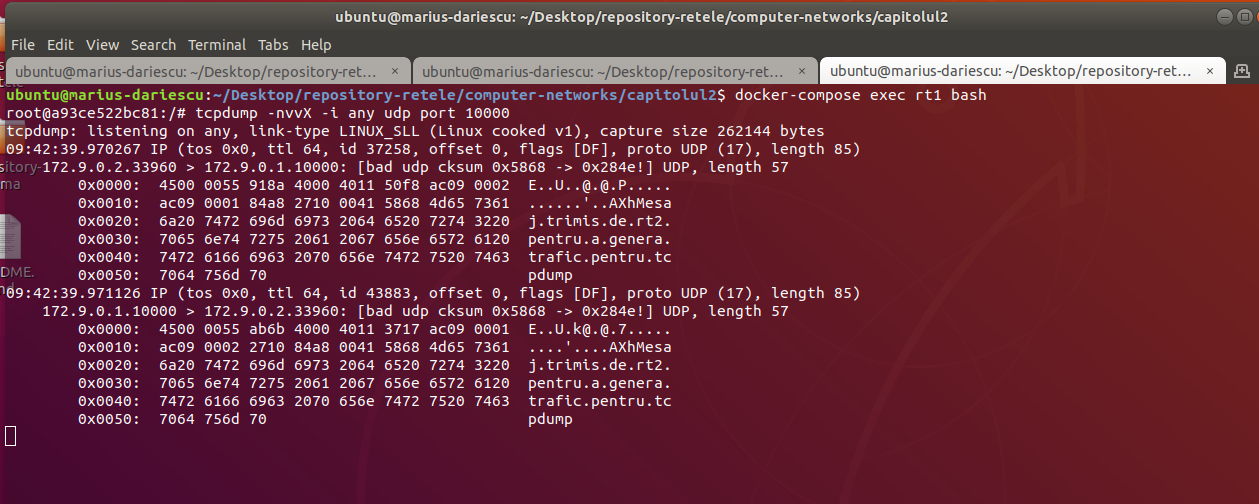 ubuntu@marius-dariescu: ~/Desktop/repository-retele/computer-networks/capitolul2
File Edit View Search Terminal Tabs Help
ubuntu@marius-dariescu: ~/Desktop/repository-ret… × ubuntu@marius-dariescu: ~/Desktop/repository-ret… × ubuntu@marius-dariescu: ~/Desktop/repository-ret… ×
ubuntu@marius-dariescu:~/Desktop/repository-retele/computer-networks/capitolul2$ docker-compose exec rt1 bash
root@a93ce522bc81:/# tcpdump -nvvX -i any udp port 10000
tcpdump: listening on any, link-type LINUX_SLL (Linux cooked v1), capture size 262144 bytes
09:42:39.970267 IP (tos 0x0, ttl 64, id 37258, offset 0, flags [DF], proto UDP (17), length 85)
    172.9.0.2.33960 > 172.9.0.1.10000: [bad udp cksum 0x5868 -> 0x284e!] UDP, length 57
        0x0000:  4500 0055 918a 4000 4011 50f8 ac09 0002  E..U..@.@.P.....
        0x0010:  ac09 0001 84a8 2710 0041 5868 4d65 7361  ......'..AXhMesa
        0x0020:  6a20 7472 696d 6973 2064 6520 7274 3220  j.trimis.de.rt2.
        0x0030:  7065 6e74 7275 2061 2067 656e 6572 6120  pentru.a.genera.
        0x0040:  7472 6166 6963 2070 656e 7472 7520 7463  trafic.pentru.tc
        0x0050:  7064 756d 70                             pdump
09:42:39.971126 IP (tos 0x0, ttl 64, id 43883, offset 0, flags [DF], proto UDP (17), length 85)
    172.9.0.1.10000 > 172.9.0.2.33960: [bad udp cksum 0x5868 -> 0x284e!] UDP, length 57
        0x0000:  4500 0055 ab6b 4000 4011 3717 ac09 0001  E..U.k@.@.7.....
        0x0010:  ac09 0002 2710 84a8 0041 5868 4d65 7361  ....'....AXhMesa
        0x0020:  6a20 7472 696d 6973 2064 6520 7274 3220  j.trimis.de.rt2.
        0x0030:  7065 6e74 7275 2061 2067 656e 6572 6120  pentru.a.genera.
        0x0040:  7472 6166 6963 2070 656e 7472 7520 7463  trafic.pentru.tc
        0x0050:  7064 756d 70                             pdump